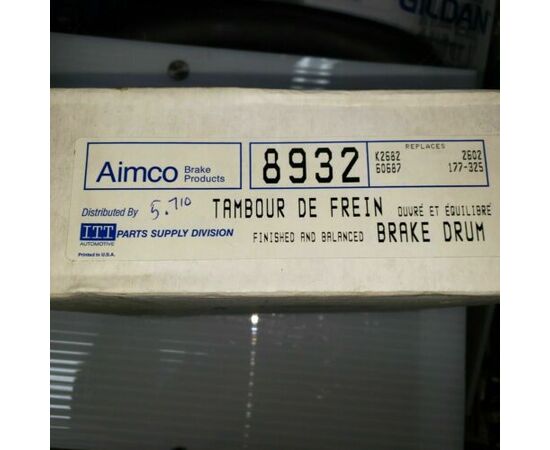 GILDAN
Aimco Brake Products
8932
REPLACES
K2682 2602
60687 177-325
Distributed By 5.710
ITT AUTOMOTIVE PARTS SUPPLY DIVISION
Printed in U.S.A.
TAMBOUR DE FREIN OUVRÉ ET ÉQUILIBRÉ
FINISHED AND BALANCED BRAKE DRUM